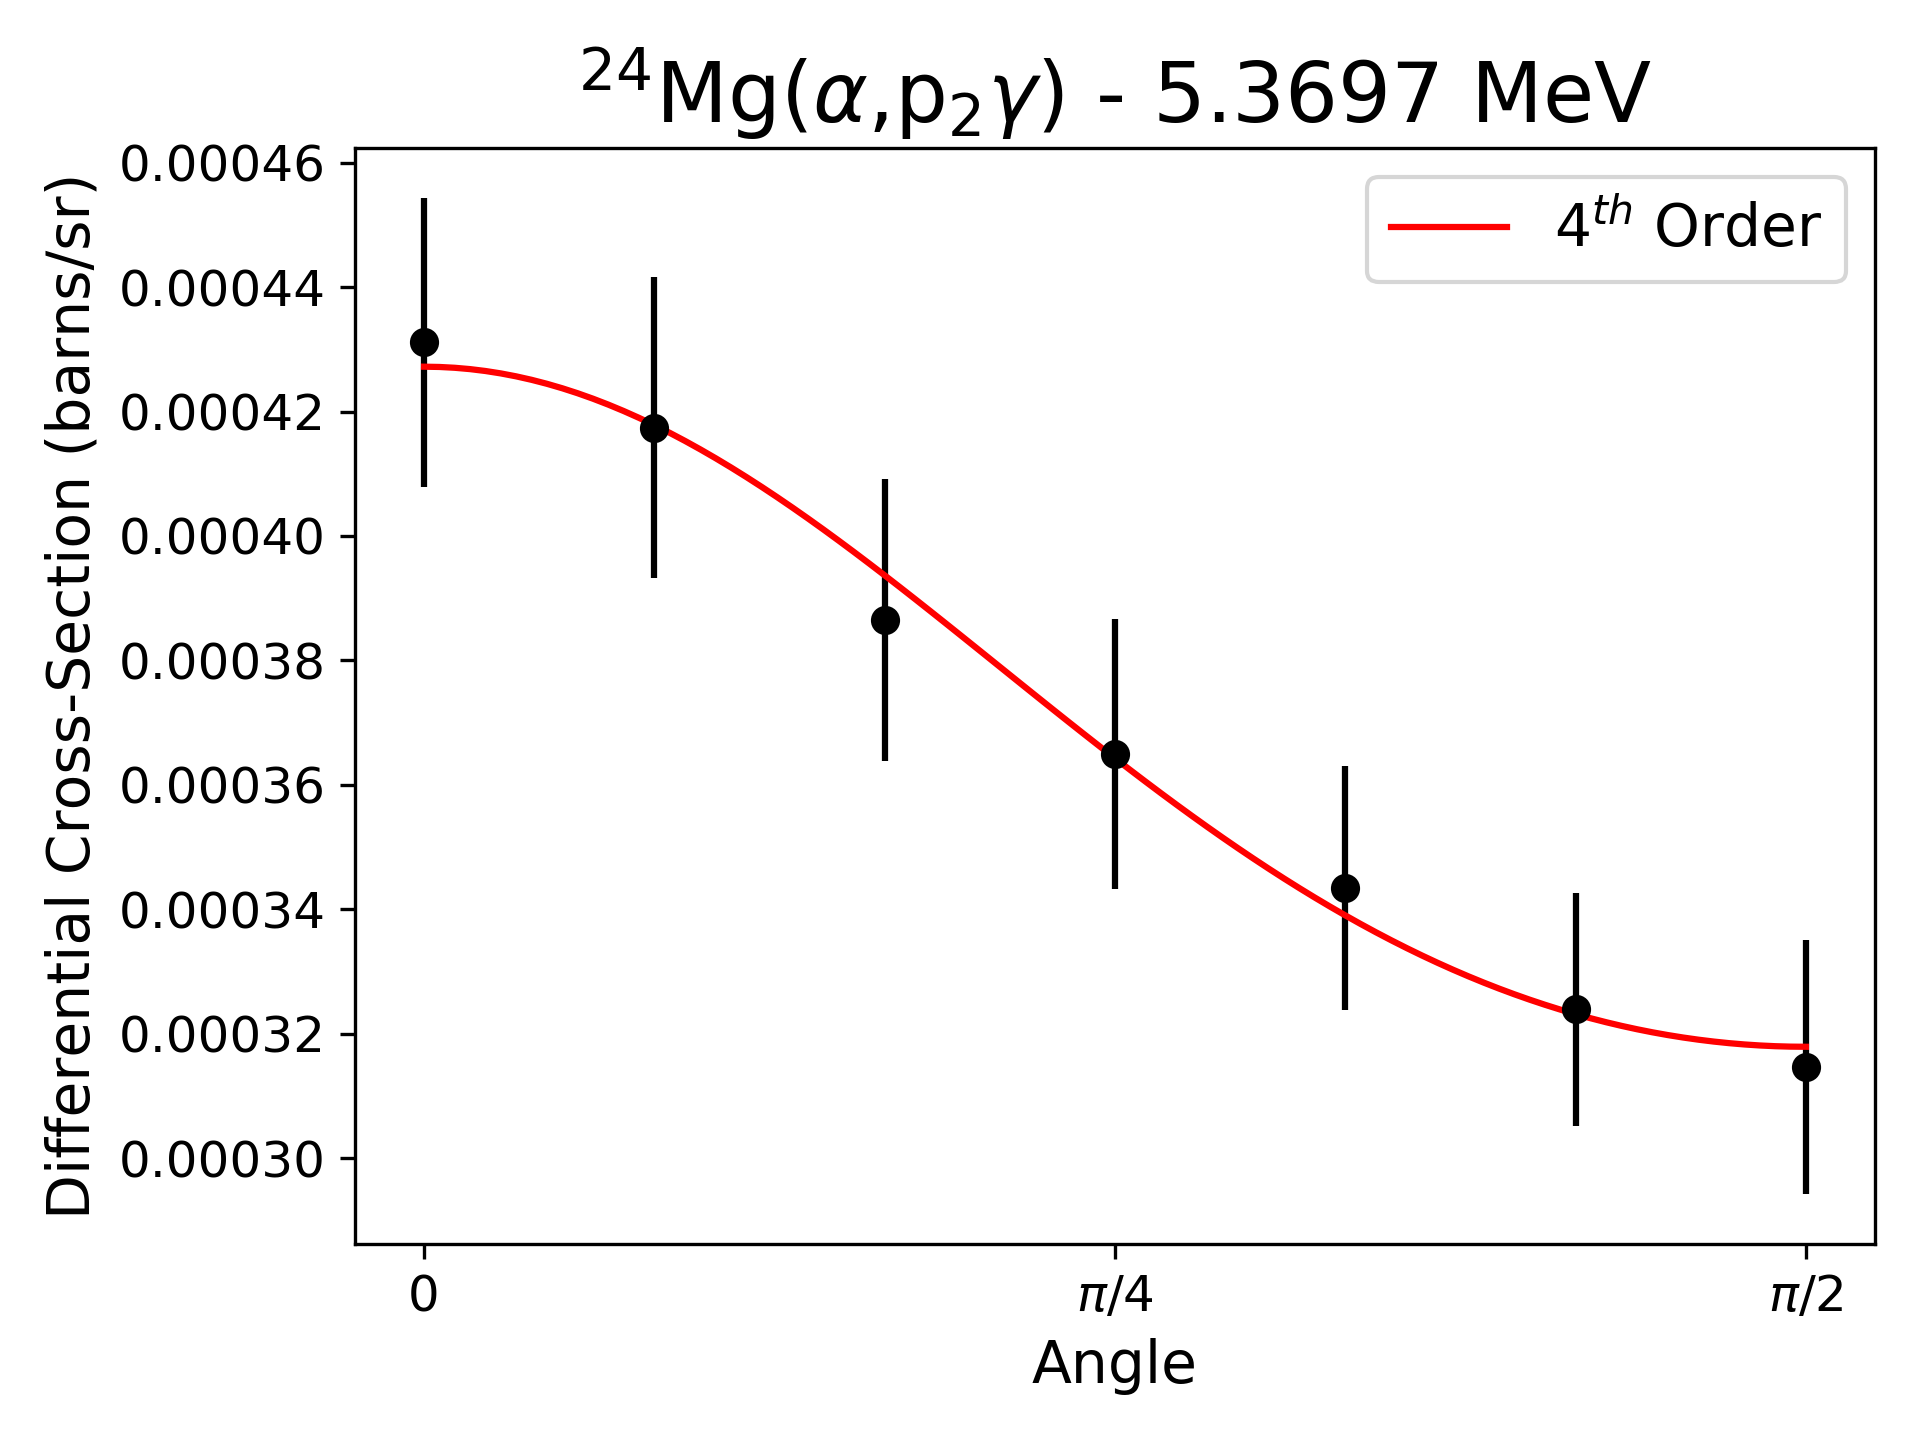 ²⁴Mg(α,p₂γ) - 5.3697 MeV
4ᵗʰ Order
Differential Cross-Section (barns/sr)
0.00046
0.00044
0.00042
0.00040
0.00038
0.00036
0.00034
0.00032
0.00030
0 π/4 π/2
Angle